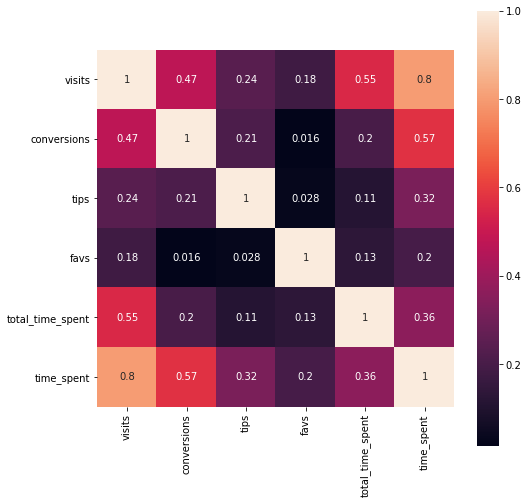 1.0
visits 1 0.47 0.24 0.18 0.55 0.8
0.8
conversions 0.47 1 0.21 0.016 0.2 0.57
tips 0.24 0.21 1 0.028 0.11 0.32
0.6
favs 0.18 0.016 0.028 1 0.13 0.2
0.4
total_time_spent 0.55 0.2 0.11 0.13 1 0.36
0.2
time_spent 0.8 0.57 0.32 0.2 0.36 1
visits
conversions
tips
favs
total_time_spent
time_spent